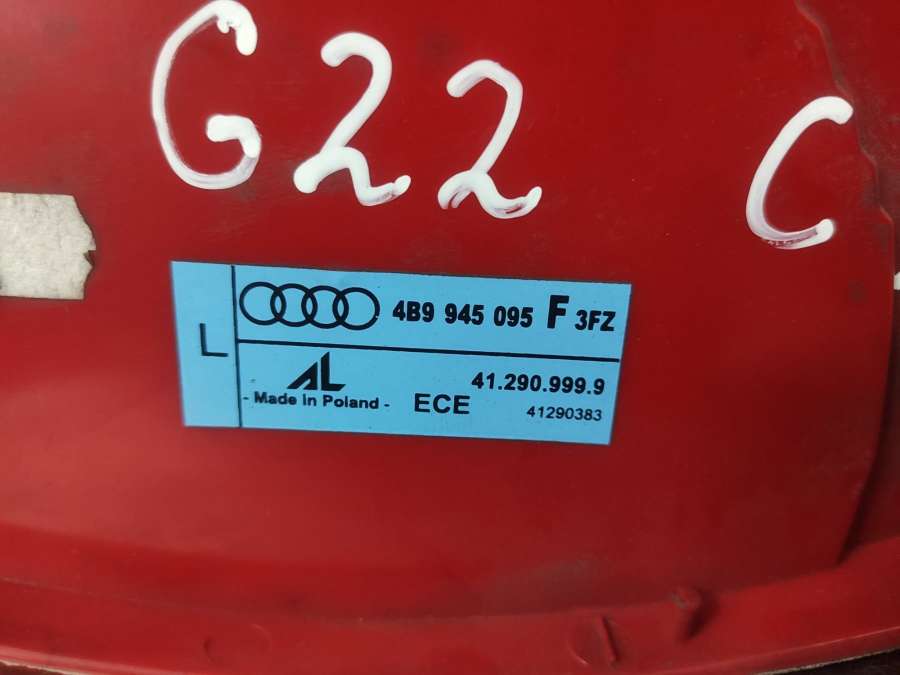 G22 C
4B9 945 095 F 3FZ
L
AL 41.290.999.9
- Made in Poland - ECE 41290383